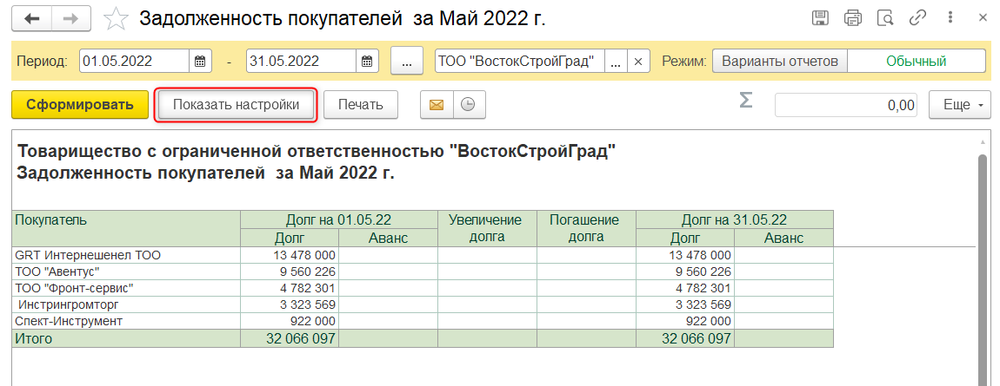 Задолженность покупателей за Май 2022 г.
Период: 01.05.2022 - 31.05.2022 ... ТОО "ВостокСтройГрад" ... × Режим: Варианты отчетов Обычный
Сформировать Показать настройки Печать Σ 0,00 Еще
Товарищество с ограниченной ответственностью "ВостокСтройГрад"
Задолженность покупателей за Май 2022 г.
Покупатель Долг на 01.05.22 Увеличение долга Погашение долга Долг на 31.05.22
Долг Аванс Долг Аванс
GRT Интернешенел ТОО 13 478 000 13 478 000
ТОО "Авентус" 9 560 226 9 560 226
ТОО "Фронт-сервис" 4 782 301 4 782 301
Инстрингромторг 3 323 569 3 323 569
Спект-Инструмент 922 000 922 000
Итого 32 066 097 32 066 097